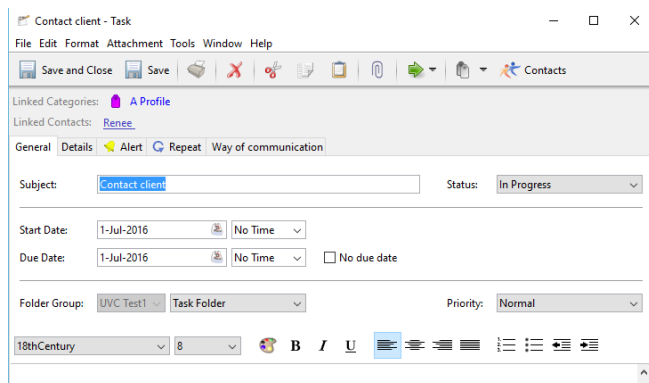 Contact client - Task
File Edit Format Attachment Tools Window Help
Save and Close Save Contacts
Linked Categories: A Profile
Linked Contacts: Renee
General Details Alert Repeat Way of communication
Subject: Contact client Status: In Progress
Start Date: 1-Jul-2016 No Time
Due Date: 1-Jul-2016 No Time No due date
Folder Group: UVC Test1 Task Folder Priority: Normal
18thCentury 8 B I U